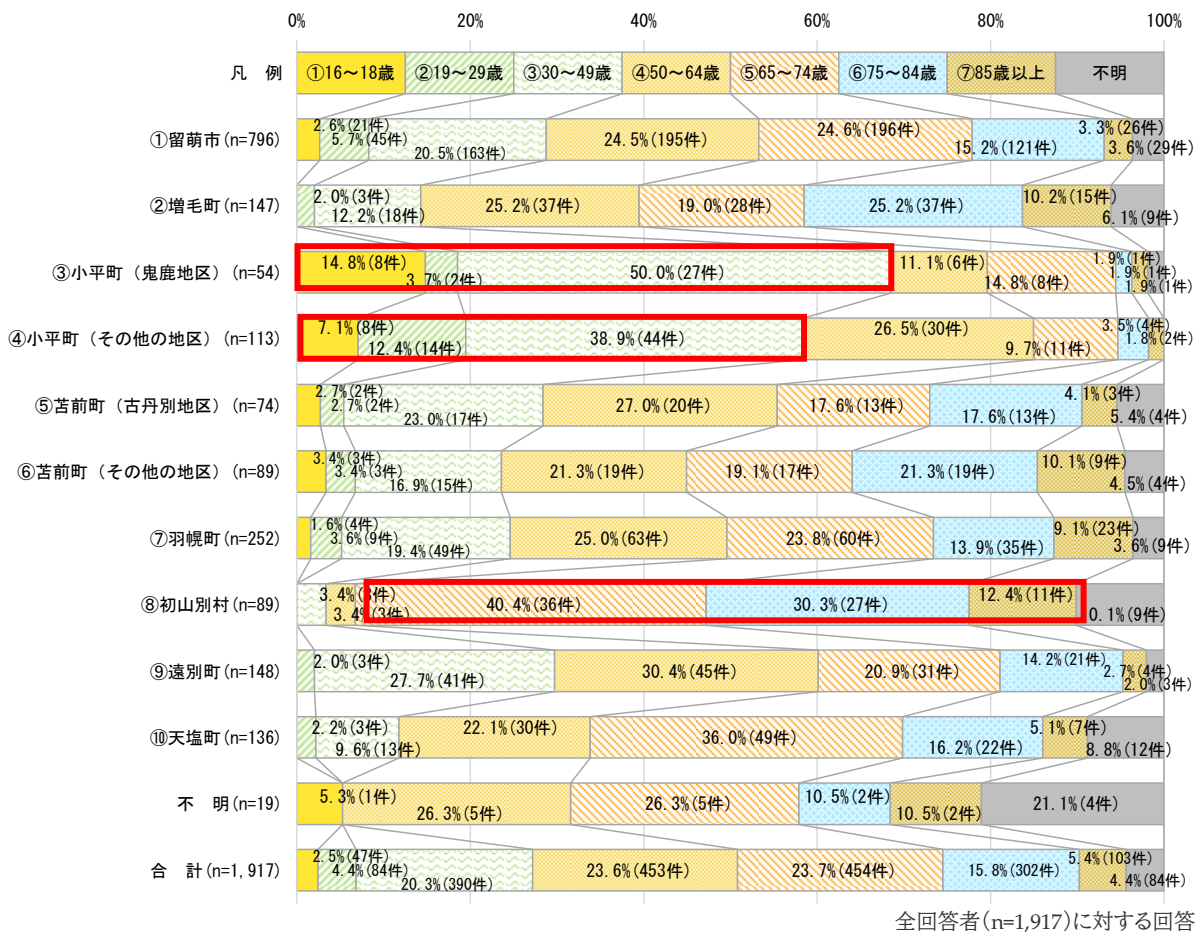 0% 20% 40% 60% 80% 100%
凡 例 ①16～18歳 ②19～29歳 ③30～49歳 ④50～64歳 ⑤65～74歳 ⑥75～84歳 ⑦85歳以上 不明
①留萌市(n=796) 2.6%(21件) 5.7%(45件) 20.5%(163件) 24.5%(195件) 24.6%(196件) 15.2%(121件) 3.3%(26件) 3.6%(29件)
②増毛町(n=147) 2.0%(3件) 12.2%(18件) 25.2%(37件) 19.0%(28件) 25.2%(37件) 10.2%(15件) 6.1%(9件)
③小平町（鬼鹿地区）(n=54) 14.8%(8件) 3.7%(2件) 50.0%(27件) 11.1%(6件) 14.8%(8件) 1.9%(1件) 1.9%(1件) 1.9%(1件)
④小平町（その他の地区）(n=113) 7.1%(8件) 12.4%(14件) 38.9%(44件) 26.5%(30件) 9.7%(11件) 3.5%(4件) 1.8%(2件)
⑤苫前町（古丹別地区）(n=74) 2.7%(2件) 2.7%(2件) 23.0%(17件) 27.0%(20件) 17.6%(13件) 17.6%(13件) 4.1%(3件) 5.4%(4件)
⑥苫前町（その他の地区）(n=89) 3.4%(3件) 3.4%(3件) 16.9%(15件) 21.3%(19件) 19.1%(17件) 21.3%(19件) 10.1%(9件) 4.5%(4件)
⑦羽幌町(n=252) 1.6%(4件) 3.6%(9件) 19.4%(49件) 25.0%(63件) 23.8%(60件) 13.9%(35件) 9.1%(23件) 3.6%(9件)
⑧初山別村(n=89) 3.4%(3件) 3.4%(3件) 40.4%(36件) 30.3%(27件) 12.4%(11件) 0.1%(9件)
⑨遠別町(n=148) 2.0%(3件) 27.7%(41件) 30.4%(45件) 20.9%(31件) 14.2%(21件) 2.7%(4件) 2.0%(3件)
⑩天塩町(n=136) 2.2%(3件) 9.6%(13件) 22.1%(30件) 36.0%(49件) 16.2%(22件) 5.1%(7件) 8.8%(12件)
不 明(n=19) 5.3%(1件) 26.3%(5件) 26.3%(5件) 10.5%(2件) 10.5%(2件) 21.1%(4件)
合 計(n=1,917) 2.5%(47件) 4.4%(84件) 20.3%(390件) 23.6%(453件) 23.7%(454件) 15.8%(302件) 5.4%(103件) 4.4%(84件)
全回答者(n=1,917)に対する回答